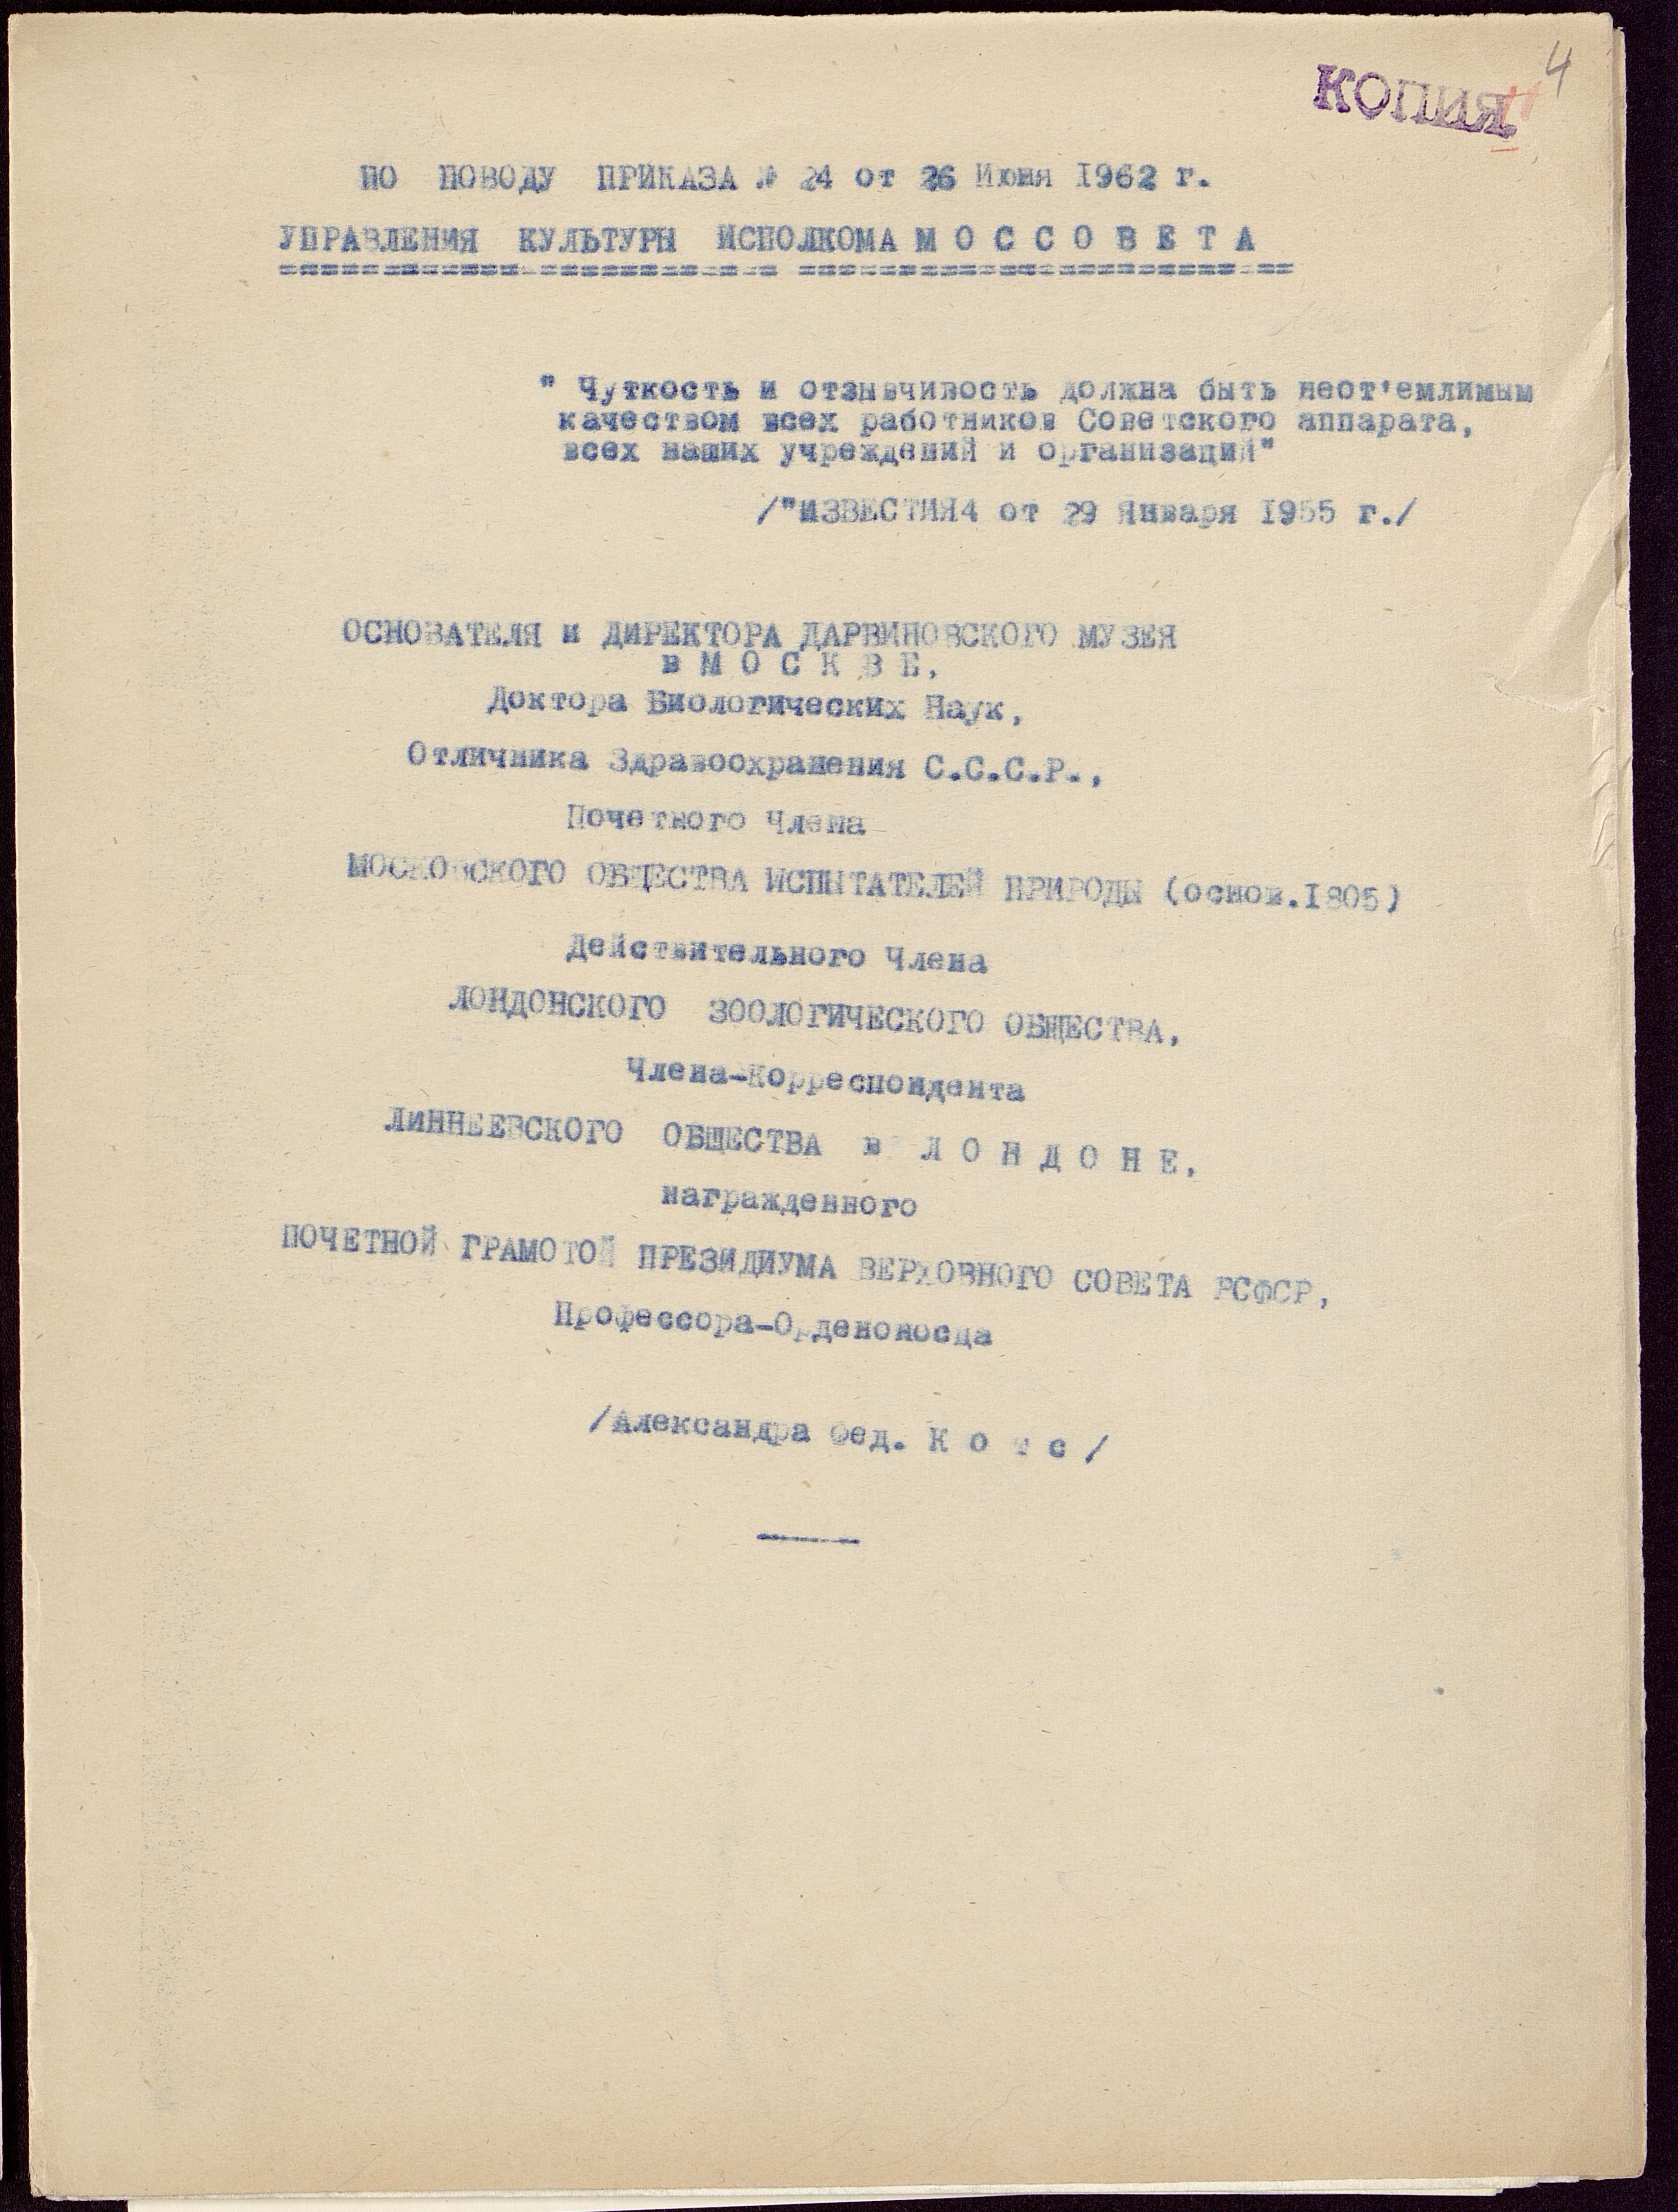 4
КОПИЯ
ПО ПОВОДУ ПРИКАЗА № 24 от 26 Июня 1962 г.
УПРАВЛЕНИЯ КУЛЬТУРЫ ИСПОЛКОМА М О С С О В Е Т А
" Чуткость и отзывчивость должна быть неот'емлимым
качеством всех работников Советского аппарата,
всех наших учреждений и организаций"
/"ИЗВЕСТИЯ4 от 29 Января 1955 г./
ОСНОВАТЕЛЯ и ДИРЕКТОРА ДАРВИНОВСКОГО МУЗЕЯ
в М О С К В Е,
Доктора Биологических Наук,
Отличника Здравоохранения С.С.С.Р.,
Почетного Члена
МОСКОВСКОГО ОБЩЕСТВА ИСПЫТАТЕЛЕЙ ПРИРОДЫ (основ.1805)
Действительного Члена
ЛОНДОНСКОГО ЗООЛОГИЧЕСКОГО ОБЩЕСТВА,
Члена-Корреспондента
ЛИННЕЕВСКОГО ОБЩЕСТВА в Л О Н Д О Н Е,
награжденного
ПОЧЕТНОЙ ГРАМОТОЙ ПРЕЗИДИУМА ВЕРХОВНОГО СОВЕТА РСФСР,
Профессора-Орденоносца
/Александра Фед. К о т с /